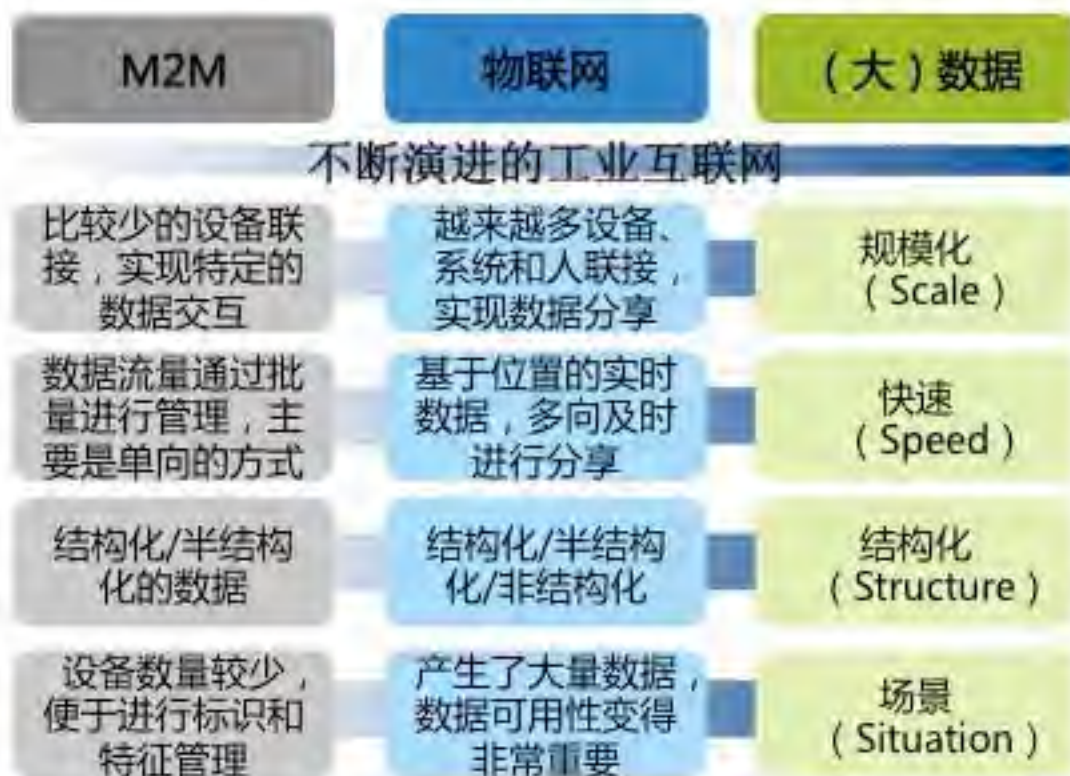 M2M
物联网
（大）数据
不断演进的工业互联网
比较少的设备联
接，实现特定的
数据交互
越来越多设备、
系统和人联接，
实现数据分享
规模化
（Scale）
数据流量通过批
量进行管理，主
要是单向的方式
基于位置的实时
数据，多向及时
进行分享
快速
（Speed）
结构化/半结构
化的数据
结构化/半结构
化/非结构化
结构化
（Structure）
设备数量较少，
便于进行标识和
特征管理
产生了大量数据，
数据可用性变得
非常重要
场景
（Situation）